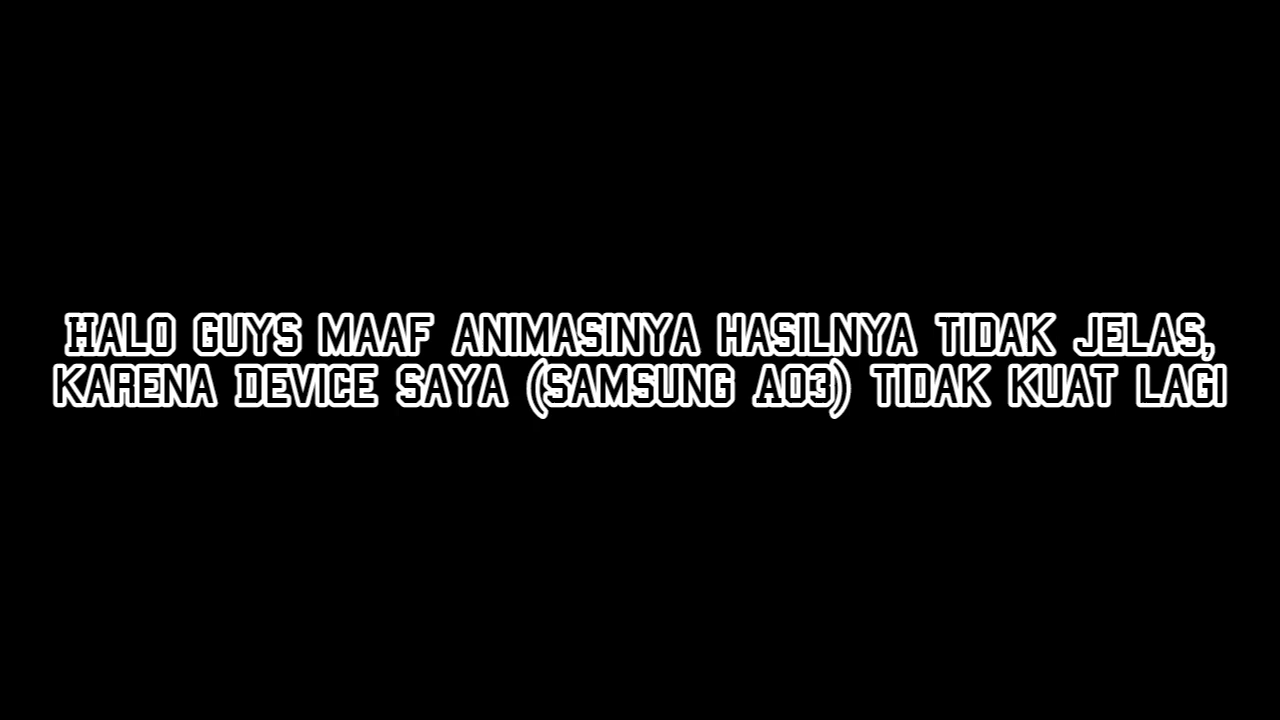 Halo guys maaf animasinya hasilnya tidak jelas,
karena Device saya (Samsung A03) tidak kuat lagi